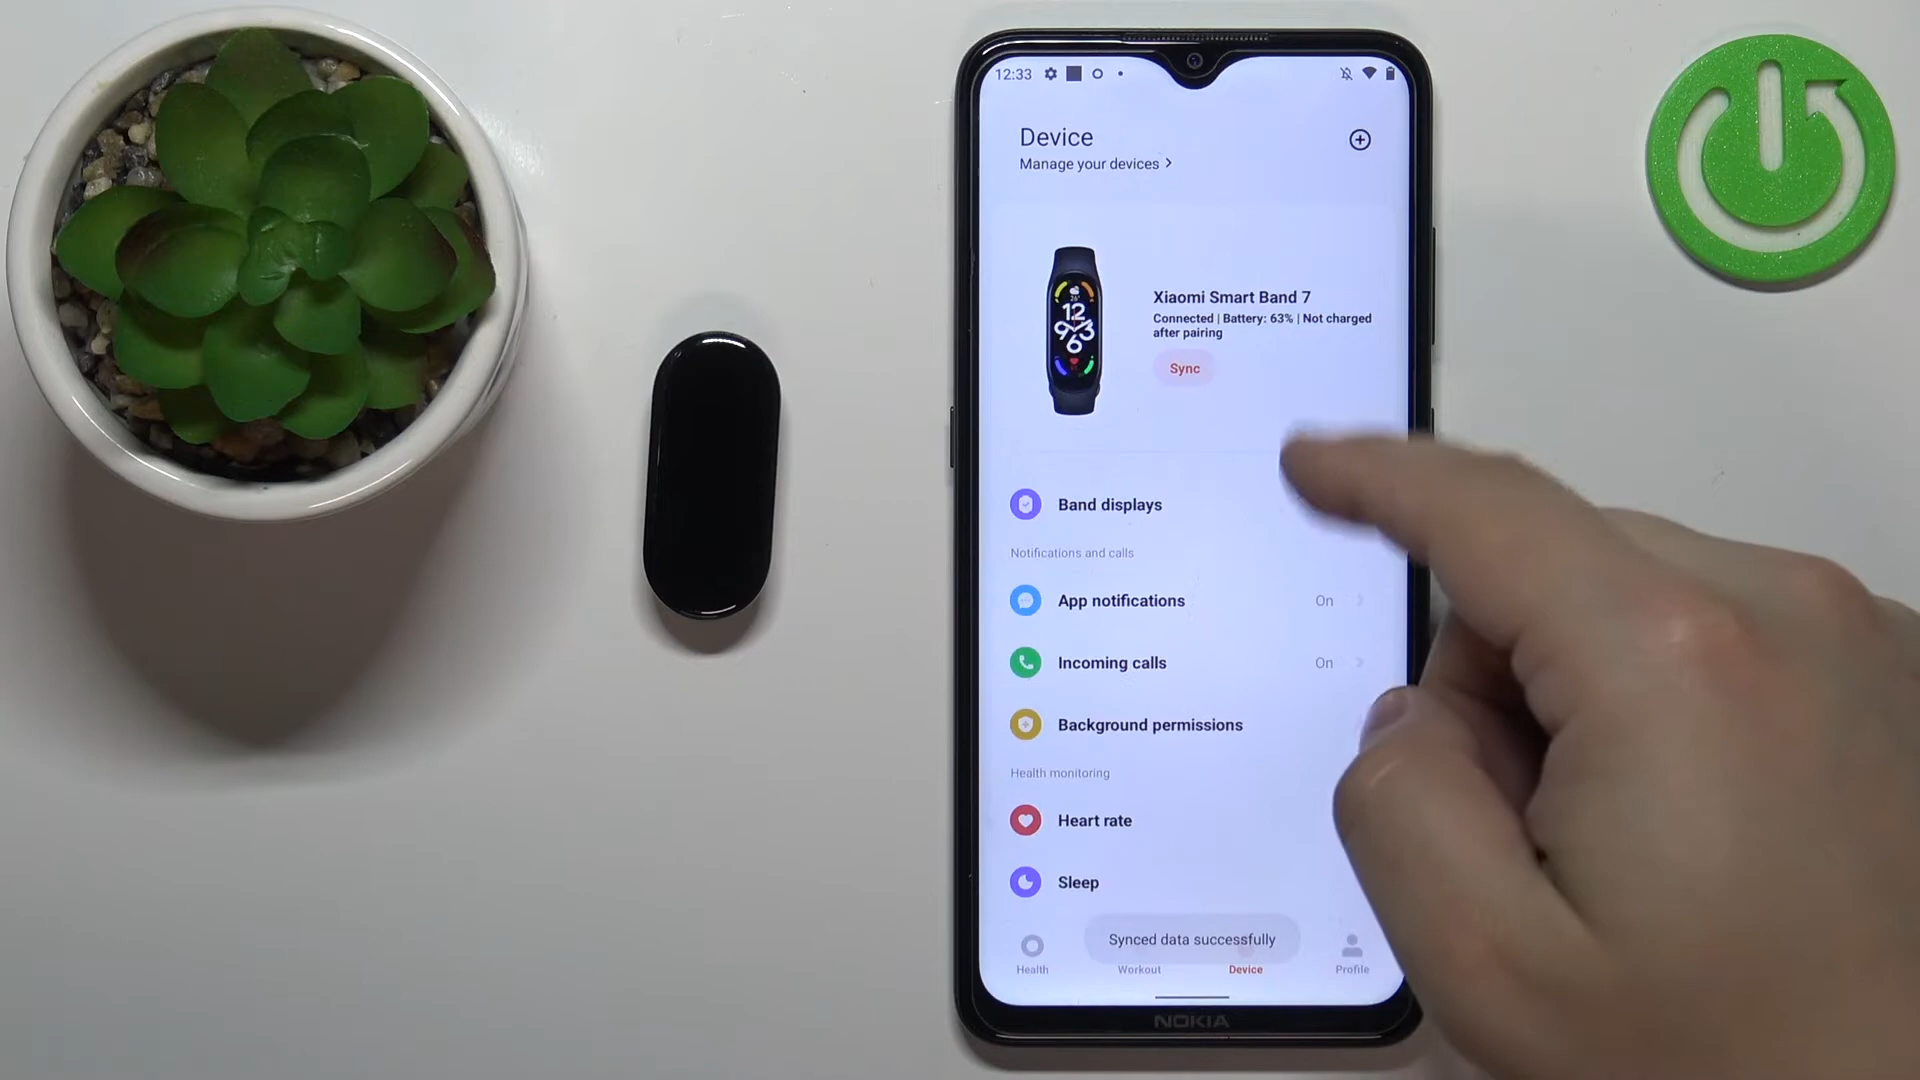 12:33
Device
Manage your devices >
Xiaomi Smart Band 7
Connected | Battery: 63% | Not charged
after pairing
Sync
Band displays
Notifications and calls
App notifications On
Incoming calls On
Background permissions
Health monitoring
Heart rate
Sleep
Synced data successfully
Health
Workout
Device
Profile
NOKIA